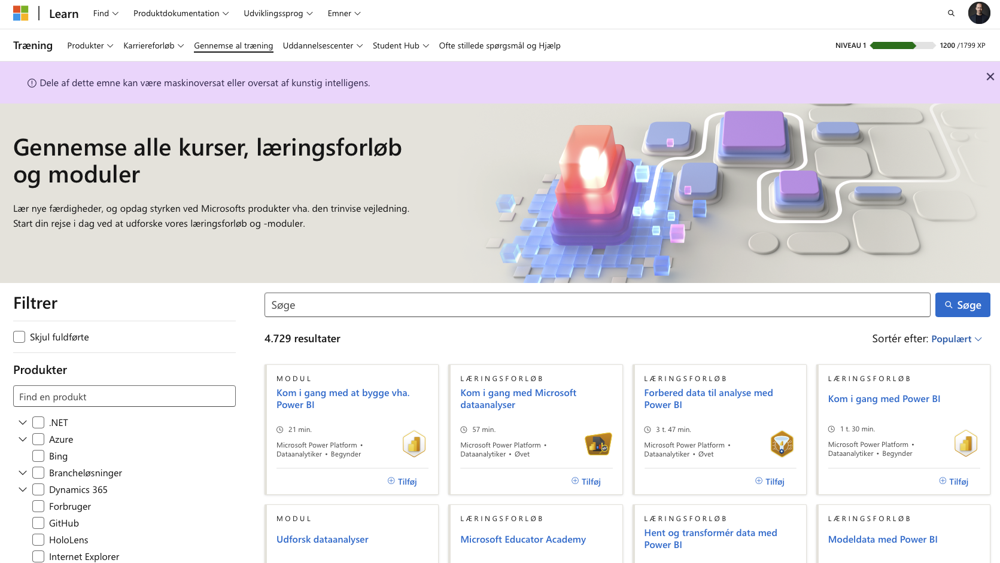 Learn
Find
Produktdokumentation
Udviklingssprog
Emner
Træning
Produkter
Karriereforløb
Gennemse al træning
Uddannelsescenter
Student Hub
Ofte stillede spørgsmål og Hjælp
NIVEAU 1
1200 /1799 XP
Dele af dette emne kan være maskinoversat eller oversat af kunstig intelligens.
Gennemse alle kurser, læringsforløb
og moduler
Lær nye færdigheder, og opdag styrken ved Microsofts produkter vha. den trinvise vejledning.
Start din rejse i dag ved at udforske vores læringsforløb og -moduler.
Filtrer
Skjul fuldførte
Produkter
Find en produkt
.NET
Azure
Bing
Brancheløsninger
Dynamics 365
Forbruger
GitHub
HoloLens
Internet Explorer
Søge
Søge
4.729 resultater
Sortér efter: Populært
MODUL
Kom i gang med at bygge vha.
Power BI
21 min.
Microsoft Power Platform •
Dataanalytiker • Begynder
Tilføj
LÆRINGSFORLØB
Kom i gang med Microsoft
dataanalyser
57 min.
Microsoft Power Platform •
Dataanalytiker • Øvet
Tilføj
LÆRINGSFORLØB
Forbered data til analyse med
Power BI
3 t. 47 min.
Microsoft Power Platform •
Dataanalytiker • Øvet
Tilføj
LÆRINGSFORLØB
Kom i gang med Power BI
1 t. 30 min.
Microsoft Power Platform •
Dataanalytiker • Begynder
Tilføj
MODUL
Udforsk dataanalyser
LÆRINGSFORLØB
Microsoft Educator Academy
LÆRINGSFORLØB
Hent og transformér data med
Power BI
LÆRINGSFORLØB
Modeldata med Power BI